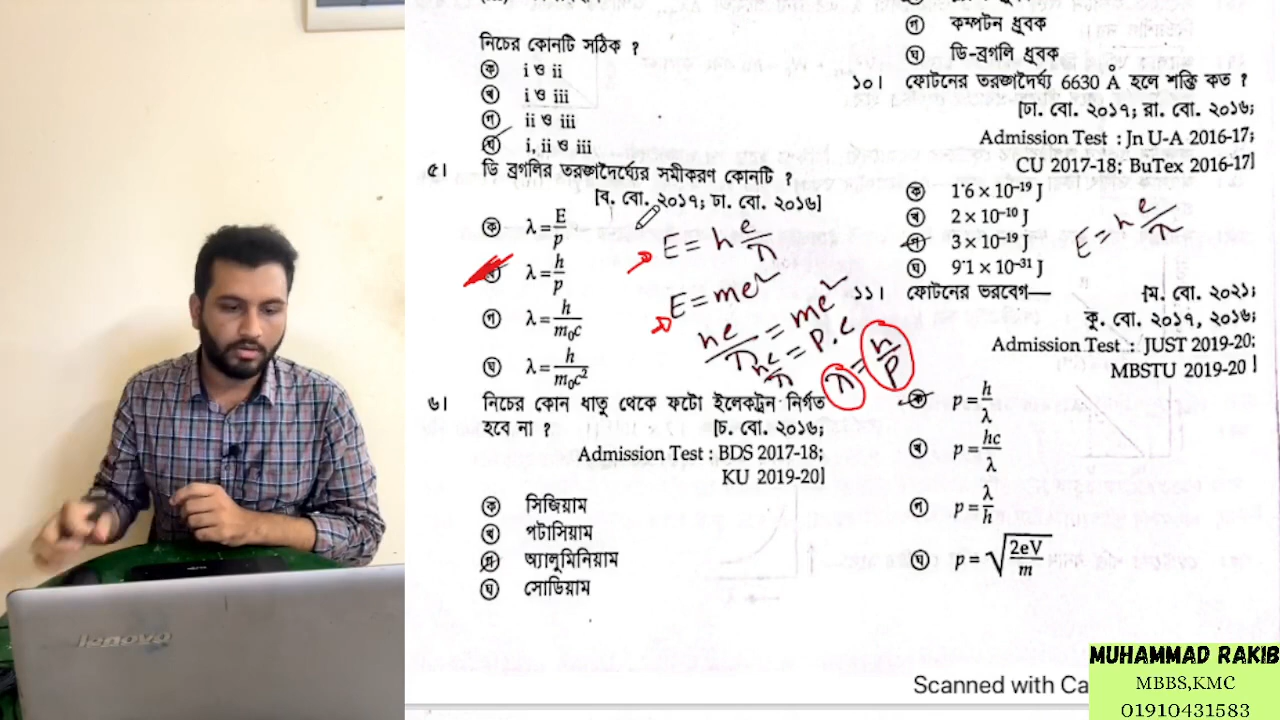 নিচের কোনটি সঠিক ?
ক i ও ii
খ i ও iii
গ ii ও iii
ঘ i, ii ও iii
৫। ডি ব্রগলির তরঙ্গদৈর্ঘ্যের সমীকরণ কোনটি ?
[ব. বো. ২০১৭; ঢা. বো. ২০১৬]
ক λ = E/p
λ = h/p
গ λ = h/m₀c
ঘ λ = h/m₀c²
E = h c/λ
E = mc²
hc/λ = mc²
hc/λ = p.c
λ = h/p
৬। নিচের কোন ধাতু থেকে ফটো ইলেকট্রন নির্গত
হবে না ? [চ. বো. ২০১৬;
Admission Test : BDS 2017-18;
KU 2019-20]
ক সিজিয়াম
খ পটাসিয়াম
গ অ্যালুমিনিয়াম
ঘ সোডিয়াম
গ কম্পটন ধ্রুবক
ঘ ডি-ব্রগলি ধ্রুবক
১০। ফোটনের তরঙ্গদৈর্ঘ্য 6630 Å হলে শক্তি কত ?
[ঢা. বো. ২০১৭; রা. বো. ২০১৬;
Admission Test : Jn U-A 2016-17;
CU 2017-18; BuTex 2016-17]
ক 1·6 × 10⁻¹⁹ J
খ 2 × 10⁻¹⁰ J
গ 3 × 10⁻¹⁹ J
ঘ 9·1 × 10⁻³¹ J
E = h c/λ
১১। ফোটনের ভরবেগ— [ম. বো. ২০২১;
কু. বো. ২০১৭, ২০১৬;
Admission Test : JUST 2019-20;
MBSTU 2019-20]
ক p = h/λ
খ p = hc/λ
গ p = λ/h
ঘ p = √(2eV/m)
Scanned with Ca
lenovo
MUHAMMAD RAKIB
MBBS,KMC
01910431583